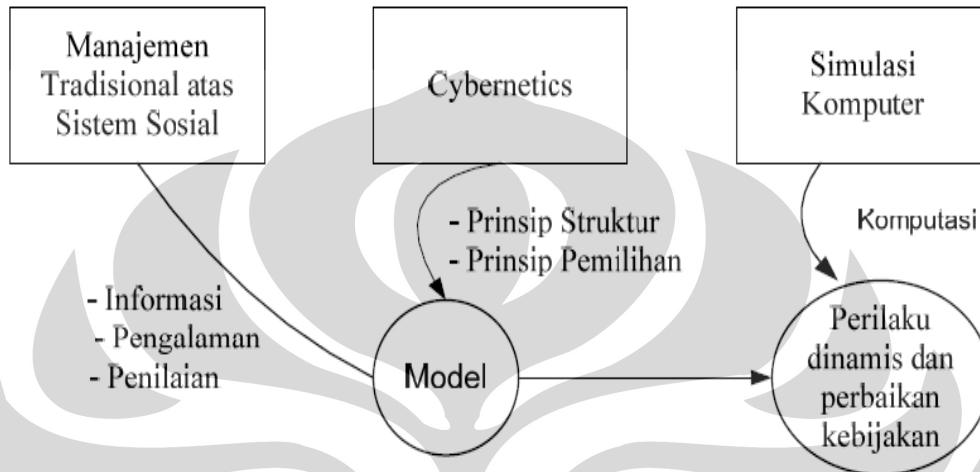 Manajemen
Tradisional atas
Sistem Sosial
Cybernetics
Simulasi
Komputer
- Prinsip Struktur
- Prinsip Pemilihan
Komputasi
- Informasi
- Pengalaman
- Penilaian
Model
Perilaku
dinamis dan
perbaikan
kebijakan